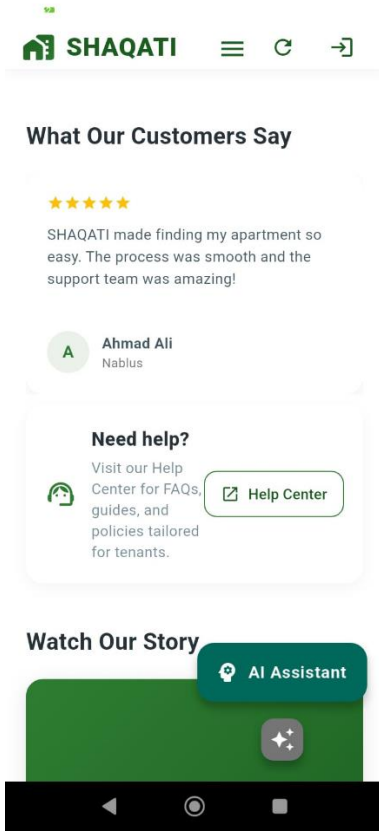 SHAQATI
What Our Customers Say
SHAQATI made finding my apartment so
easy. The process was smooth and the
support team was amazing!
A
Ahmad Ali
Nablus
Need help?
Visit our Help
Center for FAQs,
guides, and
policies tailored
for tenants.
Help Center
Watch Our Story
AI Assistant